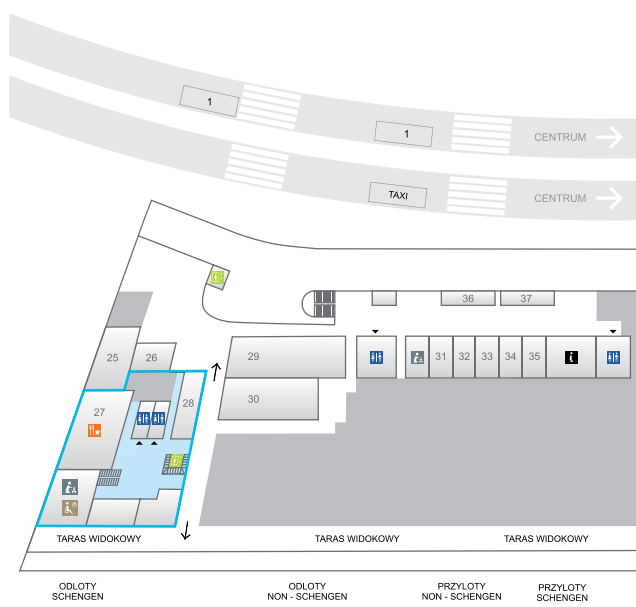 1
1
CENTRUM
TAXI
CENTRUM
36
37
25
26
29
31
32
33
34
35
30
28
27
TARAS WIDOKOWY
TARAS WIDOKOWY
TARAS WIDOKOWY
ODLOTY
SCHENGEN
ODLOTY
NON - SCHENGEN
PRZYLOTY
NON - SCHENGEN
PRZYLOTY
SCHENGEN